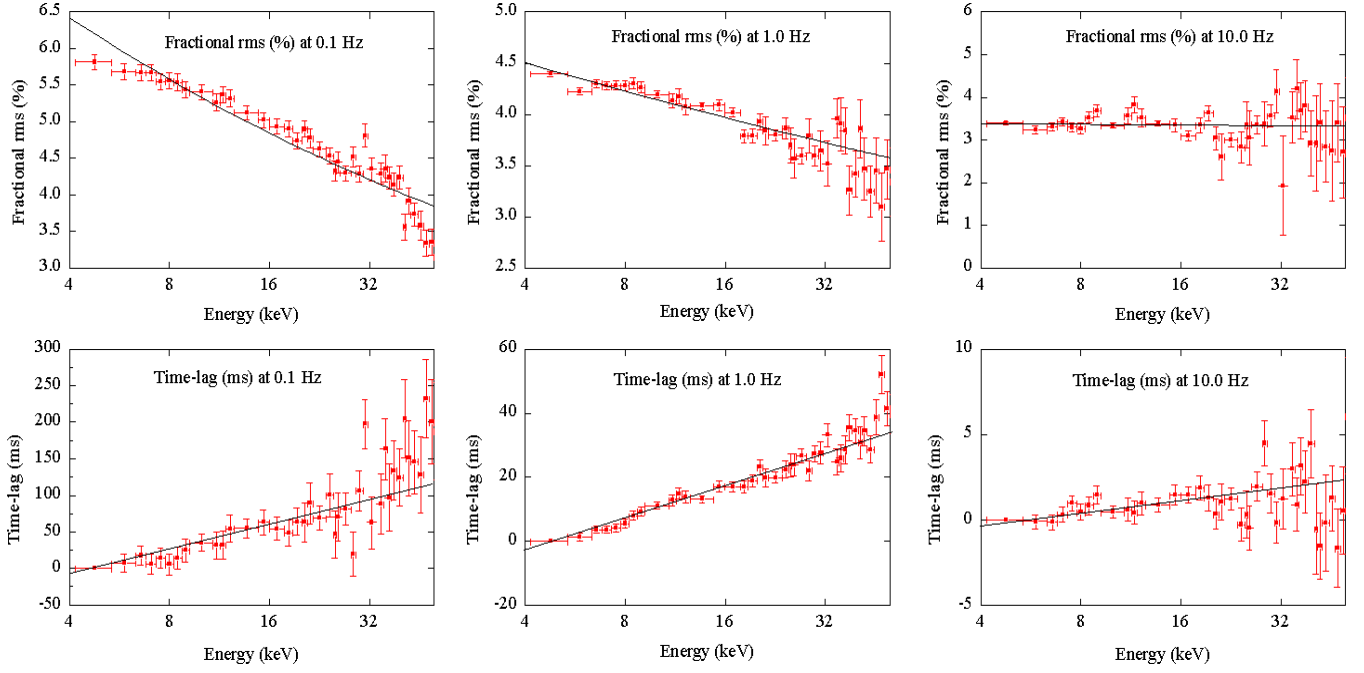 Fractional rms (%) at 0.1 Hz
Fractional rms (%)
6.5
6.0
5.5
5.0
4.5
4.0
3.5
3.0
4 8 16 32
Energy (keV)
Fractional rms (%) at 1.0 Hz
Fractional rms (%)
5.0
4.5
4.0
3.5
3.0
2.5
4 8 16 32
Energy (keV)
Fractional rms (%) at 10.0 Hz
Fractional rms (%)
6
5
4
3
2
1
0
4 8 16 32
Energy (keV)
Time-lag (ms) at 0.1 Hz
Time-lag (ms)
300
250
200
150
100
50
0
-50
4 8 16 32
Energy (keV)
Time-lag (ms) at 1.0 Hz
Time-lag (ms)
60
40
20
0
-20
4 8 16 32
Energy (keV)
Time-lag (ms) at 10.0 Hz
Time-lag (ms)
10
5
0
-5
4 8 16 32
Energy (keV)